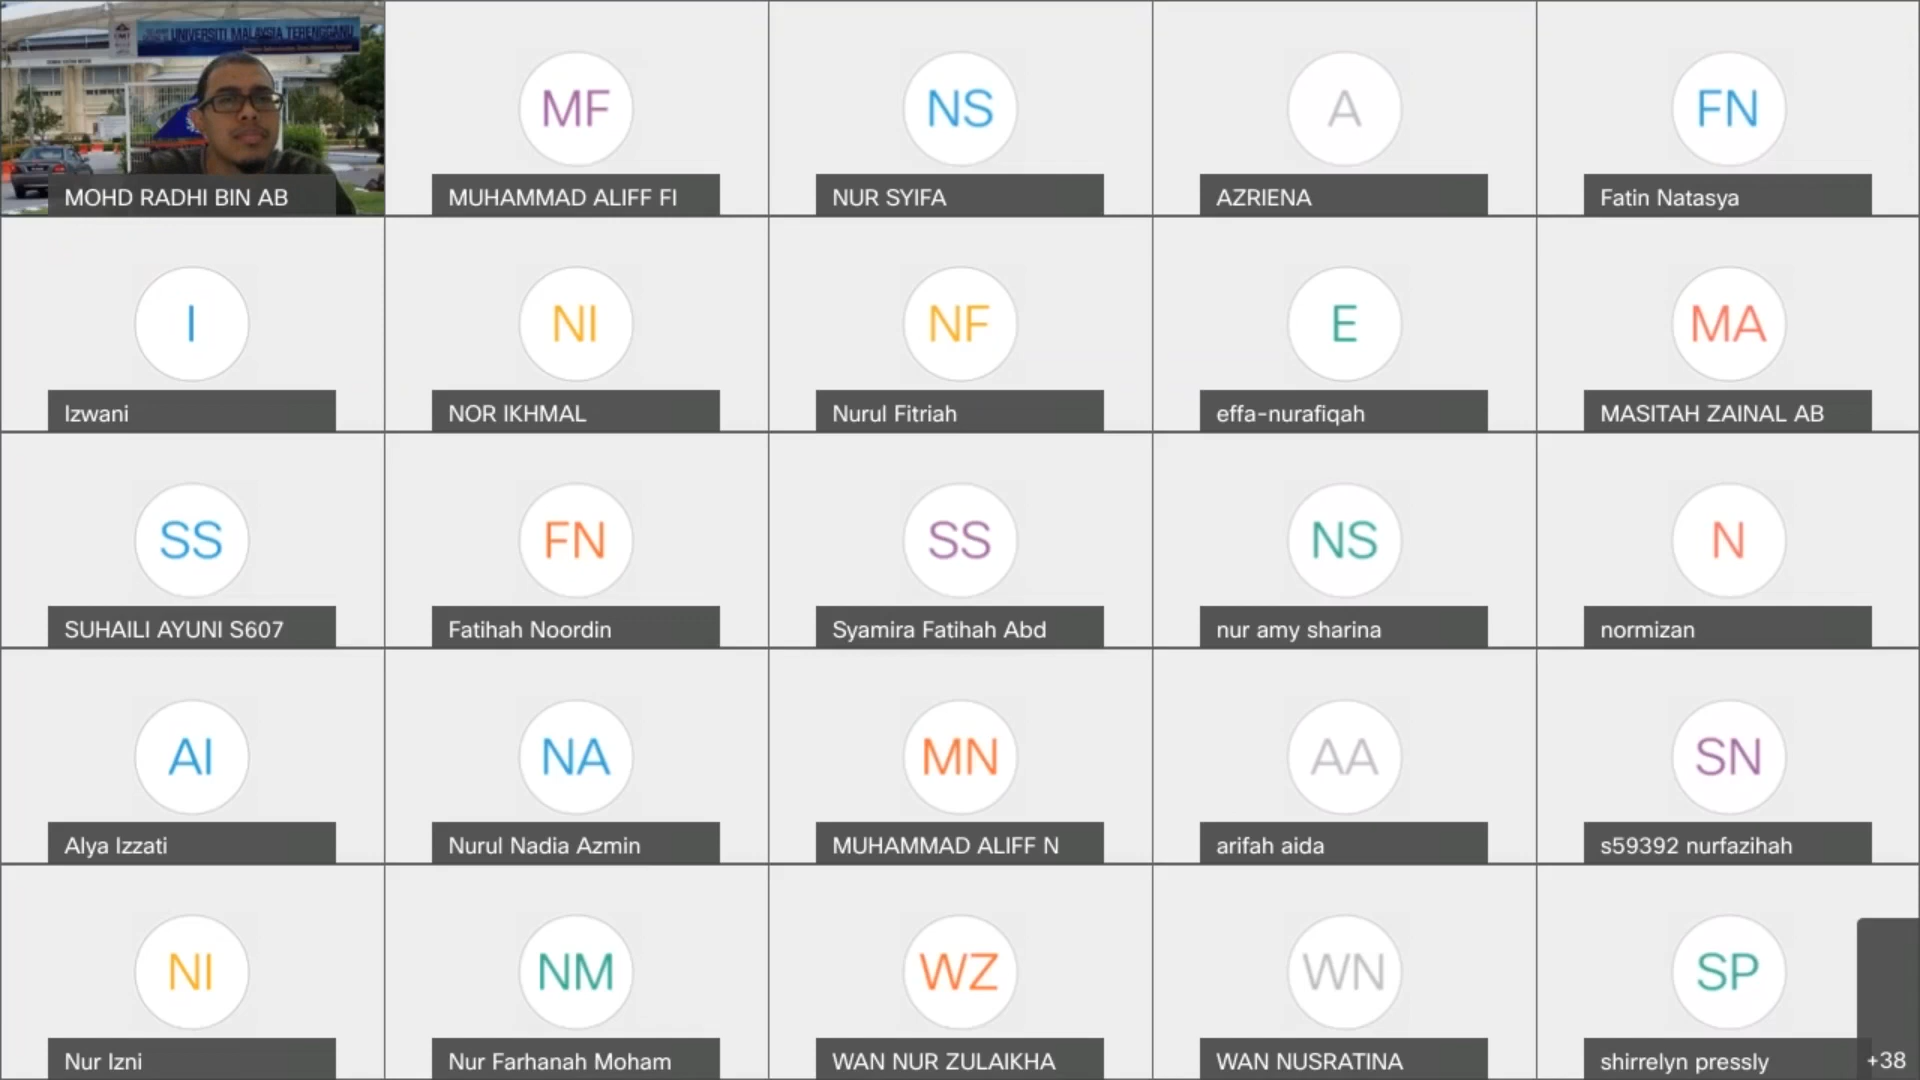 UNIVERSITI MALAYSIA TERENGGANU
MOHD RADHI BIN AB
MF
MUHAMMAD ALIFF FI
NS
NUR SYIFA
A
AZRIENA
FN
Fatin Natasya
I
Izwani
NI
NOR IKHMAL
NF
Nurul Fitriah
E
effa-nurafiqah
MA
MASITAH ZAINAL AB
SS
SUHAILI AYUNI S607
FN
Fatihah Noordin
SS
Syamira Fatihah Abd
NS
nur amy sharina
N
normizan
AI
Alya Izzati
NA
Nurul Nadia Azmin
MN
MUHAMMAD ALIFF N
AA
arifah aida
SN
s59392 nurfazihah
NI
Nur Izni
NM
Nur Farhanah Moham
WZ
WAN NUR ZULAIKHA
WN
WAN NUSRATINA
SP
shirrelyn pressly
+38